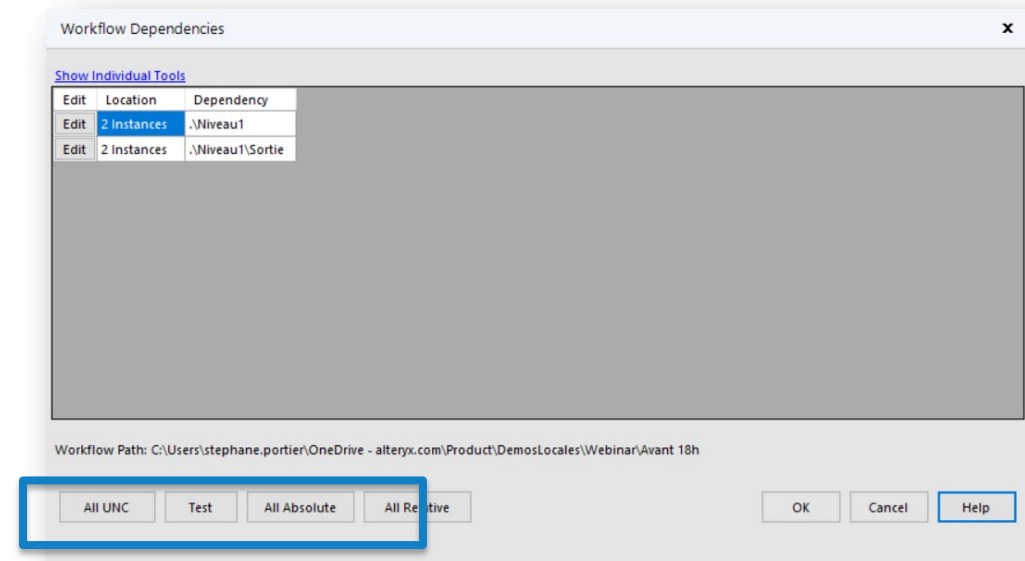 Workflow Dependencies x
Show Individual Tools
Edit Location Dependency
Edit 2 Instances .\Niveau1
Edit 2 Instances .\Niveau1\Sortie
Workflow Path: C:\Users\stephane.portier\OneDrive - alteryx.com\Product\DemosLocales\Webinar\Avant 18h
All UNC Test All Absolute All Relative OK Cancel Help